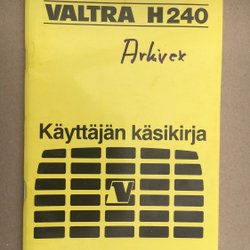 VALTRA H240
Arkivex
Käyttäjän käsikirja
V